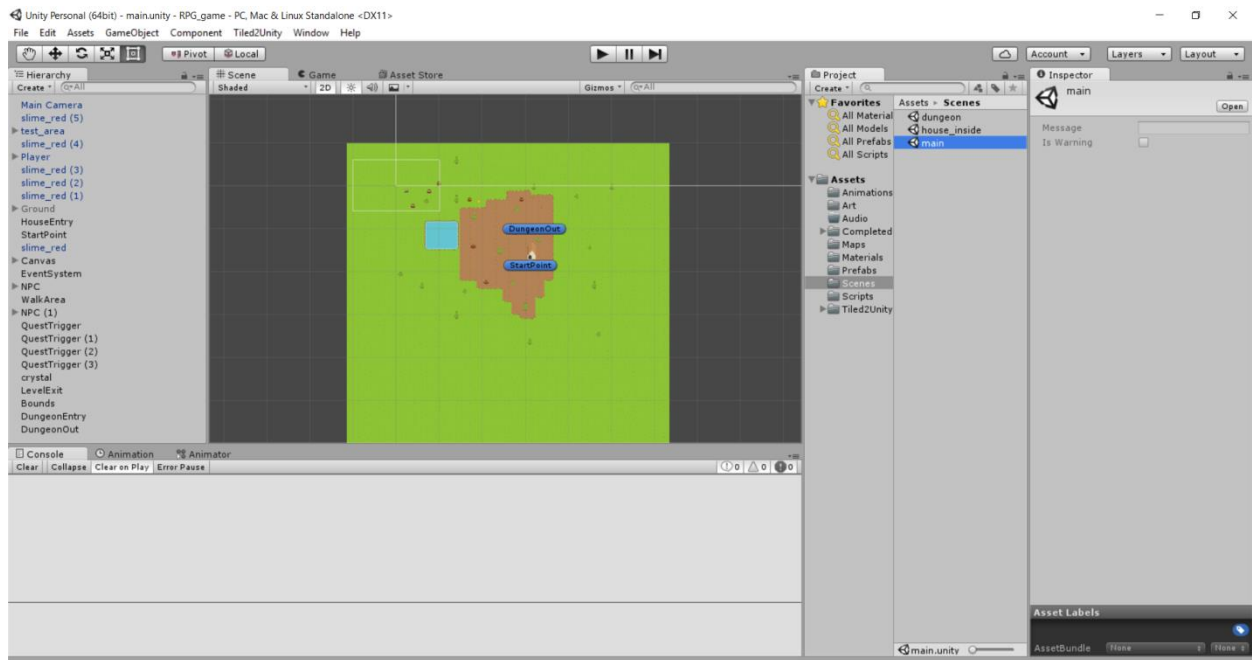 Unity Personal (64bit) - main.unity - RPG_game - PC, Mac & Linux Standalone <DX11>
File Edit Assets GameObject Component Tiled2Unity Window Help
Pivot Local Account Layers Layout
Hierarchy
Create All
Main Camera
slime_red (5)
test_area
slime_red (4)
Player
slime_red (3)
slime_red (2)
slime_red (1)
Ground
HouseEntry
StartPoint
slime_red
Canvas
EventSystem
NPC
WalkArea
NPC (1)
QuestTrigger
QuestTrigger (1)
QuestTrigger (2)
QuestTrigger (3)
crystal
LevelExit
Bounds
DungeonEntry
DungeonOut
Scene Game Asset Store
Shaded 2D Gizmos All
DungeonOut
StartPoint
Console Animation Animator
Clear Collapse Clear on Play Error Pause 0 0 0
Project
Create
Favorites
All Material
All Models
All Prefabs
All Scripts
Assets
Animations
Art
Audio
Completed
Maps
Materials
Prefabs
Scenes
Scripts
Tiled2Unity
Assets Scenes
dungeon
house_inside
main
main.unity
Inspector
main
Open
Message
Is Warning
Asset Labels
AssetBundle None None